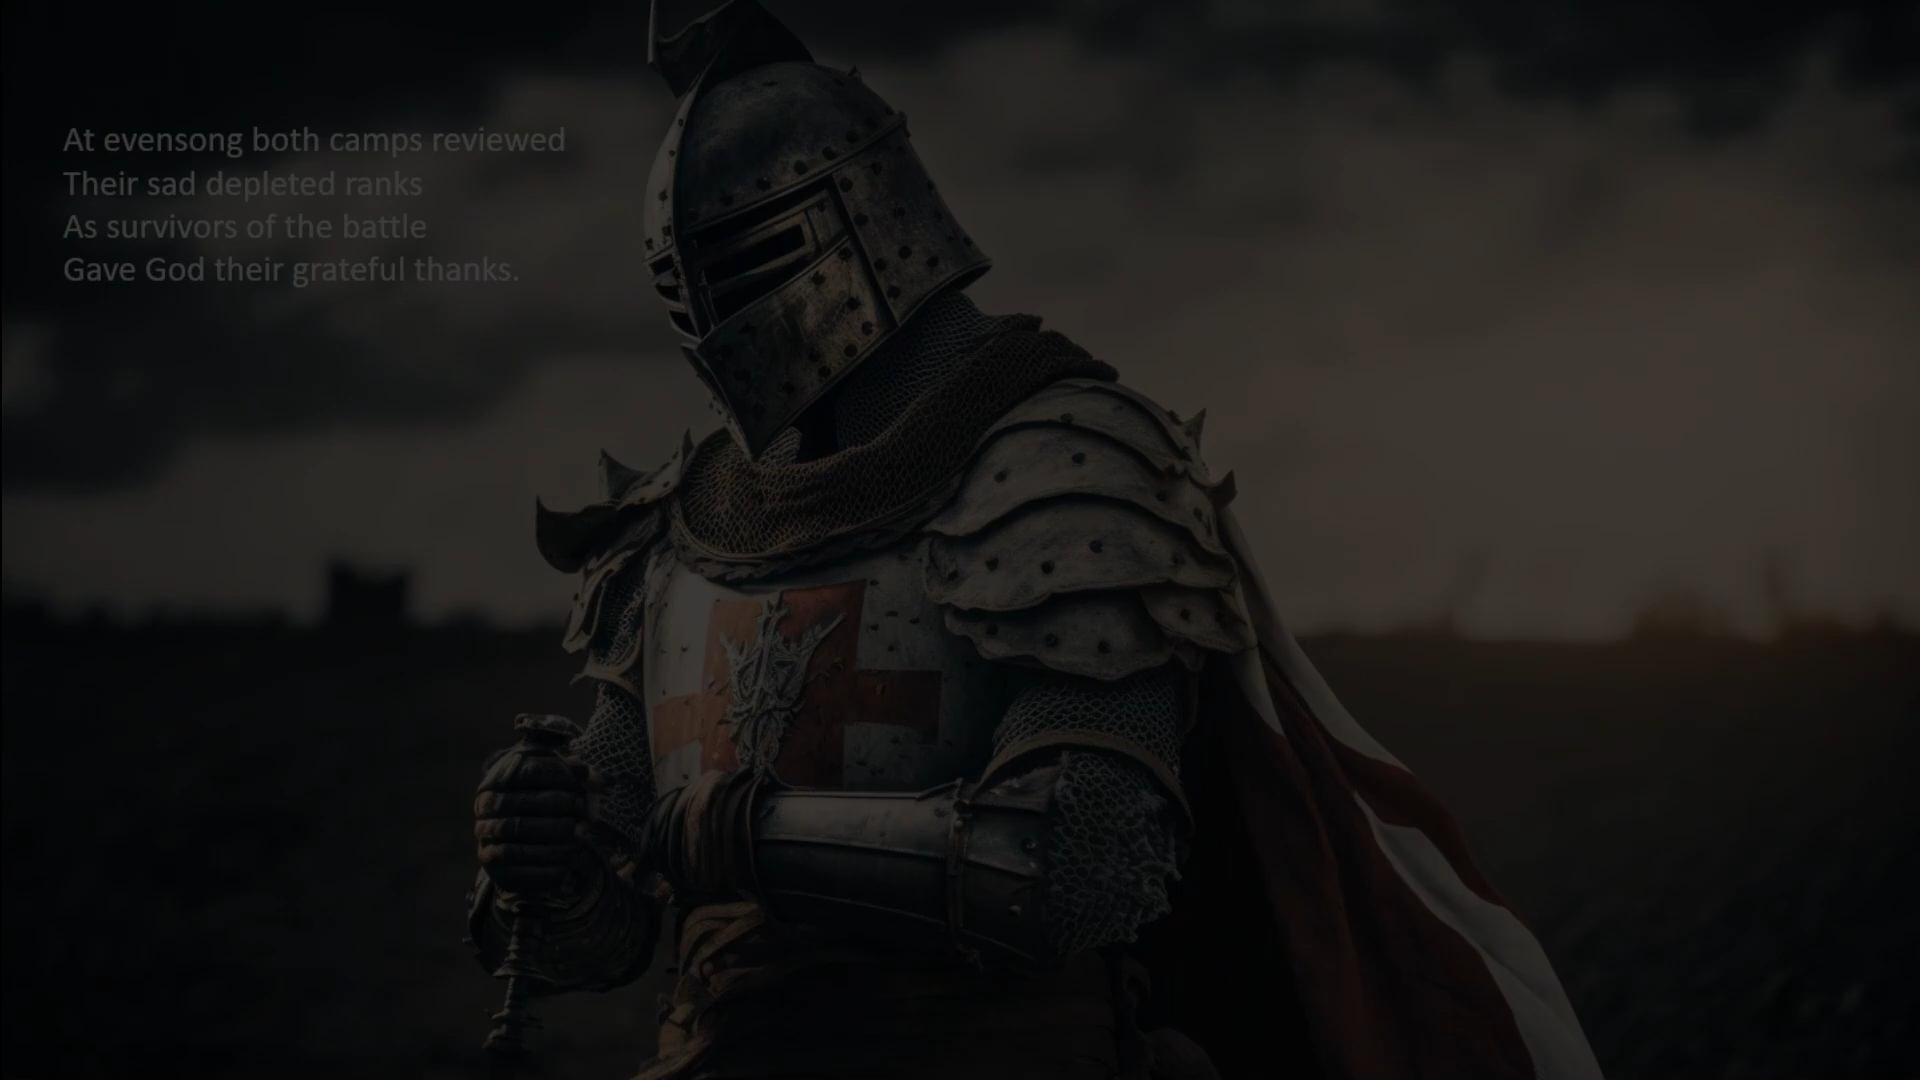 At evensong both camps reviewed
Their sad depleted ranks
As survivors of the battle
Gave God their grateful thanks.